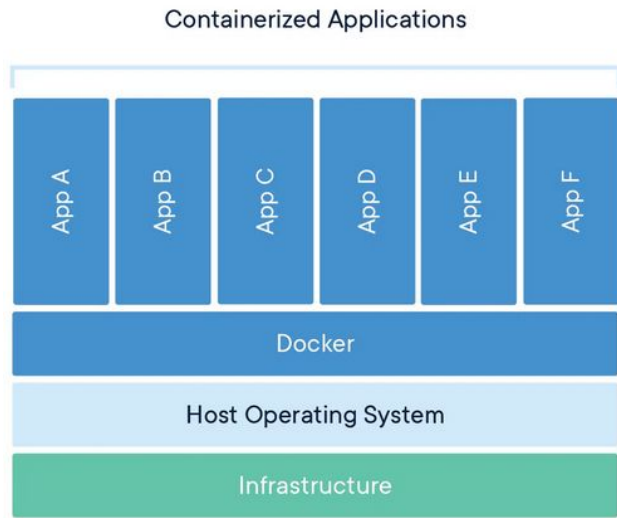 Containerized Applications
App A
App B
App C
App D
App E
App F
Docker
Host Operating System
Infrastructure